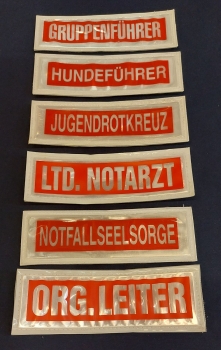 GRUPPENFÜHRER
HUNDEFÜHRER
JUGENDROTKREUZ
LTD. NOTARZT
NOTFALLSEELSORGE
ORG. LEITER